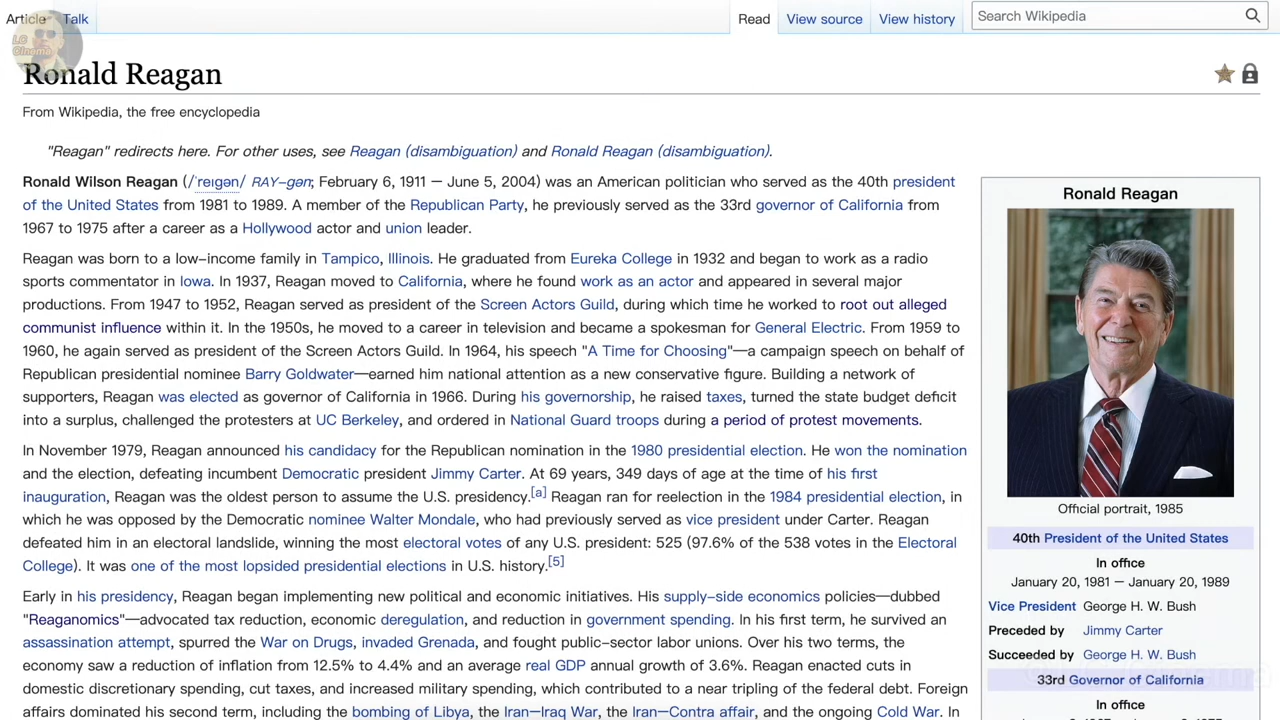 Article Talk Read View source View history Search Wikipedia
LC
Cinema
Ronald Reagan
From Wikipedia, the free encyclopedia
"Reagan" redirects here. For other uses, see Reagan (disambiguation) and Ronald Reagan (disambiguation).
Ronald Wilson Reagan (/ˈreɪɡən/ RAY-gən; February 6, 1911 – June 5, 2004) was an American politician who served as the 40th president
of the United States from 1981 to 1989. A member of the Republican Party, he previously served as the 33rd governor of California from
1967 to 1975 after a career as a Hollywood actor and union leader.
Reagan was born to a low-income family in Tampico, Illinois. He graduated from Eureka College in 1932 and began to work as a radio
sports commentator in Iowa. In 1937, Reagan moved to California, where he found work as an actor and appeared in several major
productions. From 1947 to 1952, Reagan served as president of the Screen Actors Guild, during which time he worked to root out alleged
communist influence within it. In the 1950s, he moved to a career in television and became a spokesman for General Electric. From 1959 to
1960, he again served as president of the Screen Actors Guild. In 1964, his speech "A Time for Choosing"—a campaign speech on behalf of
Republican presidential nominee Barry Goldwater—earned him national attention as a new conservative figure. Building a network of
supporters, Reagan was elected as governor of California in 1966. During his governorship, he raised taxes, turned the state budget deficit
into a surplus, challenged the protesters at UC Berkeley, and ordered in National Guard troops during a period of protest movements.
In November 1979, Reagan announced his candidacy for the Republican nomination in the 1980 presidential election. He won the nomination
and the election, defeating incumbent Democratic president Jimmy Carter. At 69 years, 349 days of age at the time of his first
inauguration, Reagan was the oldest person to assume the U.S. presidency.[a] Reagan ran for reelection in the 1984 presidential election, in
which he was opposed by the Democratic nominee Walter Mondale, who had previously served as vice president under Carter. Reagan
defeated him in an electoral landslide, winning the most electoral votes of any U.S. president: 525 (97.6% of the 538 votes in the Electoral
College). It was one of the most lopsided presidential elections in U.S. history.[5]
Early in his presidency, Reagan began implementing new political and economic initiatives. His supply-side economics policies—dubbed
"Reaganomics"—advocated tax reduction, economic deregulation, and reduction in government spending. In his first term, he survived an
assassination attempt, spurred the War on Drugs, invaded Grenada, and fought public-sector labor unions. Over his two terms, the
economy saw a reduction of inflation from 12.5% to 4.4% and an average real GDP annual growth of 3.6%. Reagan enacted cuts in
domestic discretionary spending, cut taxes, and increased military spending, which contributed to a near tripling of the federal debt. Foreign
affairs dominated his second term, including the bombing of Libya, the Iran–Iraq War, the Iran–Contra affair, and the ongoing Cold War. In
Ronald Reagan
Official portrait, 1985
40th President of the United States
In office
January 20, 1981 – January 20, 1989
Vice President George H. W. Bush
Preceded by Jimmy Carter
Succeeded by George H. W. Bush
33rd Governor of California
In office